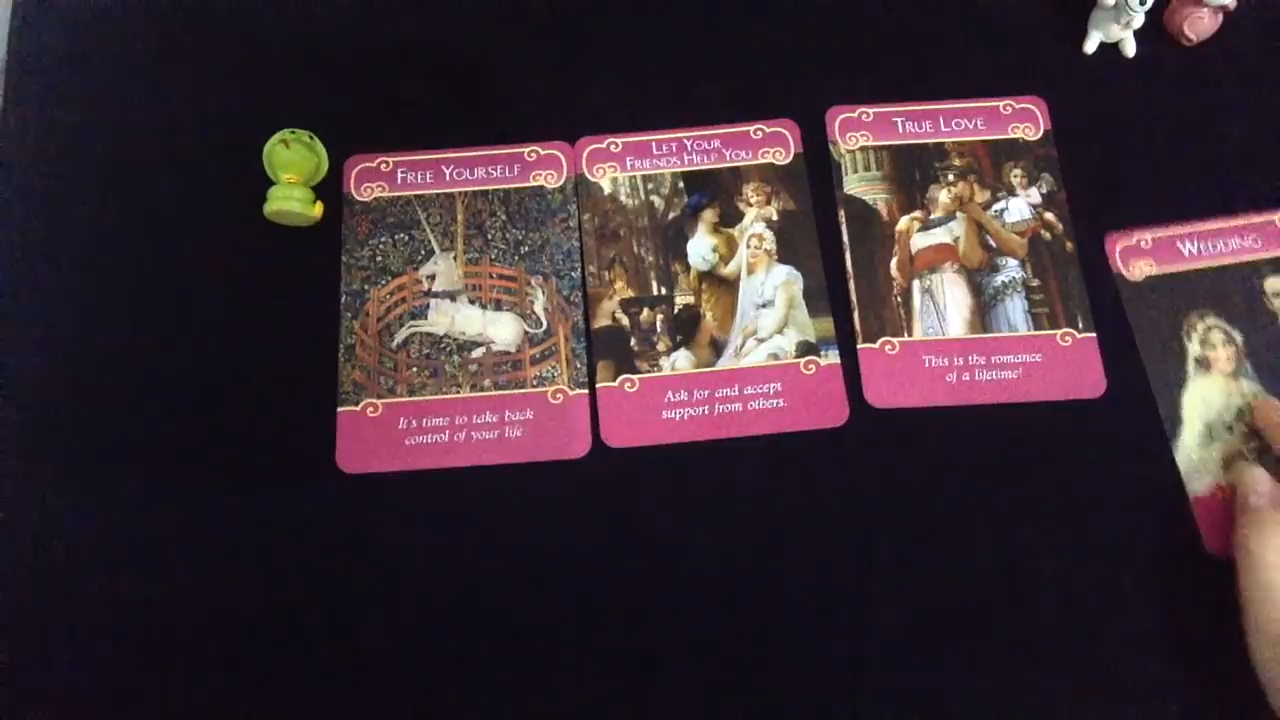 FREE YOURSELF
It's time to take back
control of your life.
LET YOUR
FRIENDS HELP YOU
Ask for and accept
support from others.
TRUE LOVE
This is the romance
of a lifetime!
WEDDING